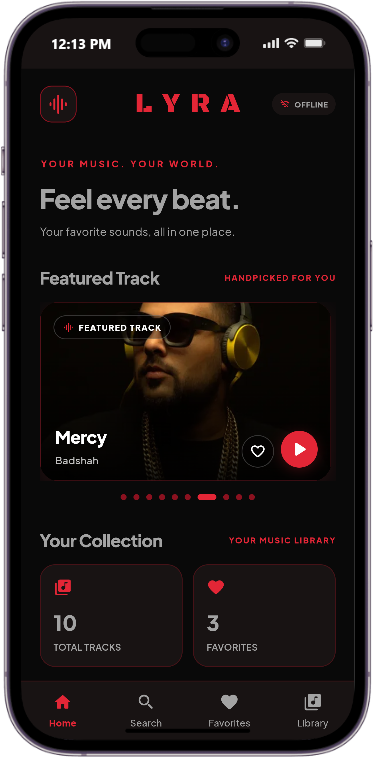 12:13 PM
LYRA
OFFLINE
YOUR MUSIC. YOUR WORLD.
Feel every beat.
Your favorite sounds, all in one place.
Featured Track
HANDPICKED FOR YOU
FEATURED TRACK
Mercy
Badshah
Your Collection
YOUR MUSIC LIBRARY
10
TOTAL TRACKS
3
FAVORITES
Home
Search
Favorites
Library